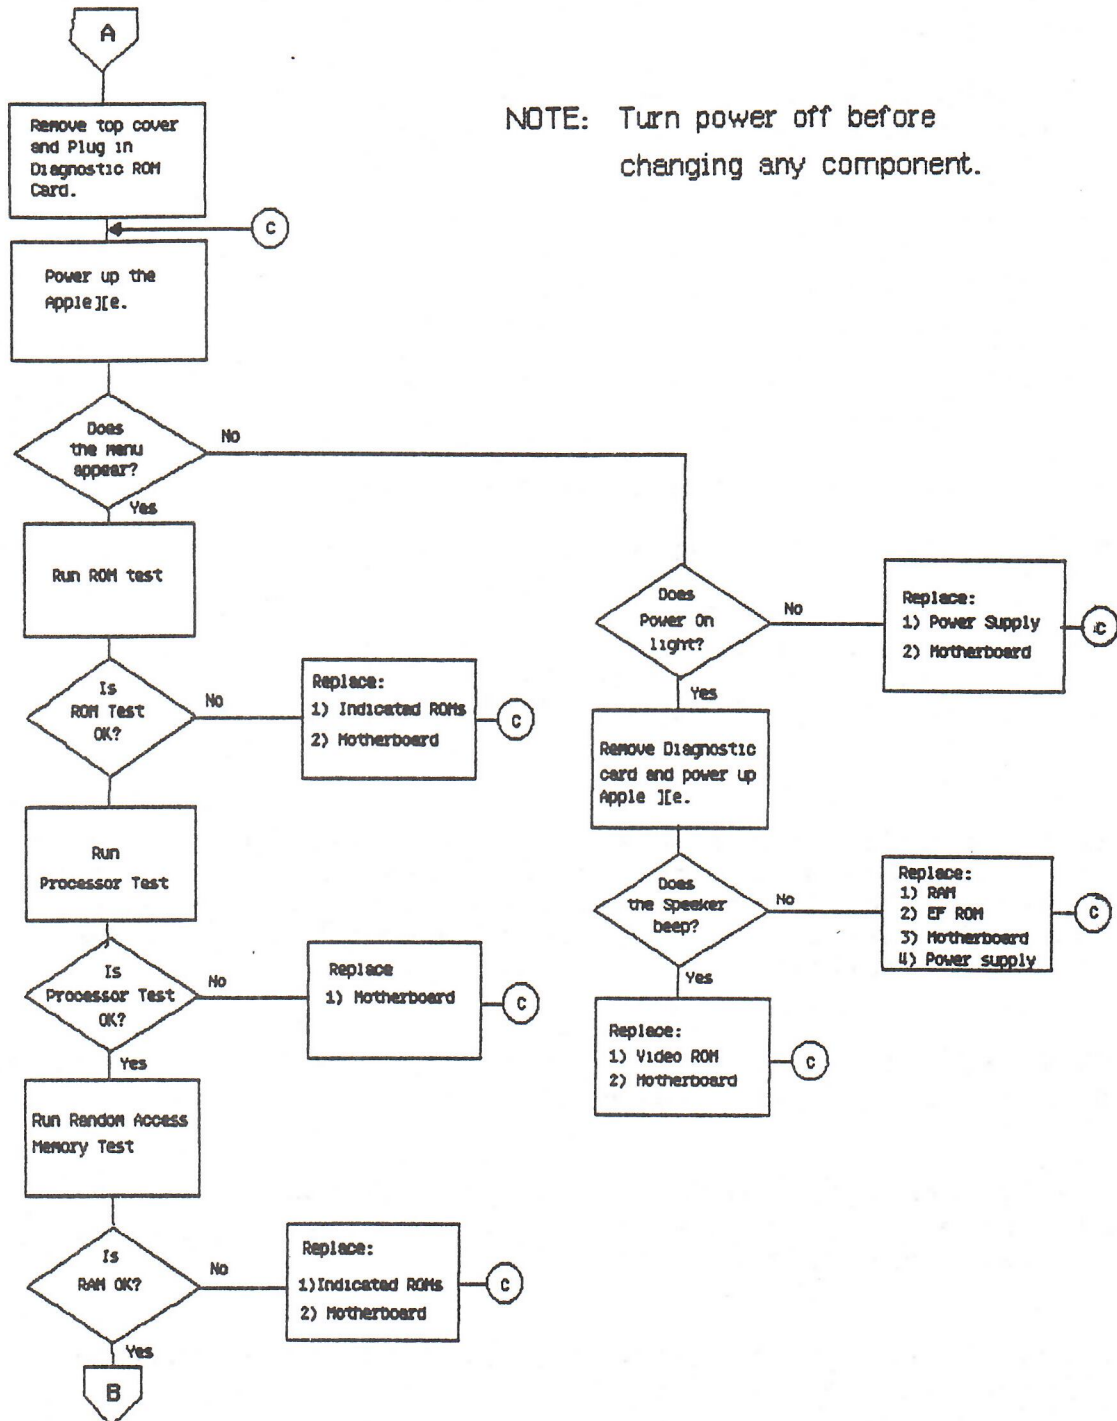 A
Remove top cover
and Plug in
Diagnostic ROM
Card.
NOTE: Turn power off before
changing any component.
C
Power up the
Apple ][e.
Does
the menu
appear?
No
Yes
Run ROM test
Is
ROM Test
OK?
No
Replace:
1) Indicated ROMs
2) Motherboard
C
Run
Processor Test
Is
Processor Test
OK?
No
Replace
1) Motherboard
C
Yes
Run Random Access
Memory Test
Is
RAM OK?
No
Replace:
1)Indicated ROMs
2) Motherboard
C
Yes
B
Does
Power On
light?
No
Replace:
1) Power Supply
2) Motherboard
C
Yes
Remove Diagnostic
card and power up
Apple ][e.
Does
the Speeker
beep?
No
Replace:
1) RAM
2) EF ROM
3) Motherboard
4) Power supply
C
Yes
Replace:
1) Video ROM
2) Motherboard
C